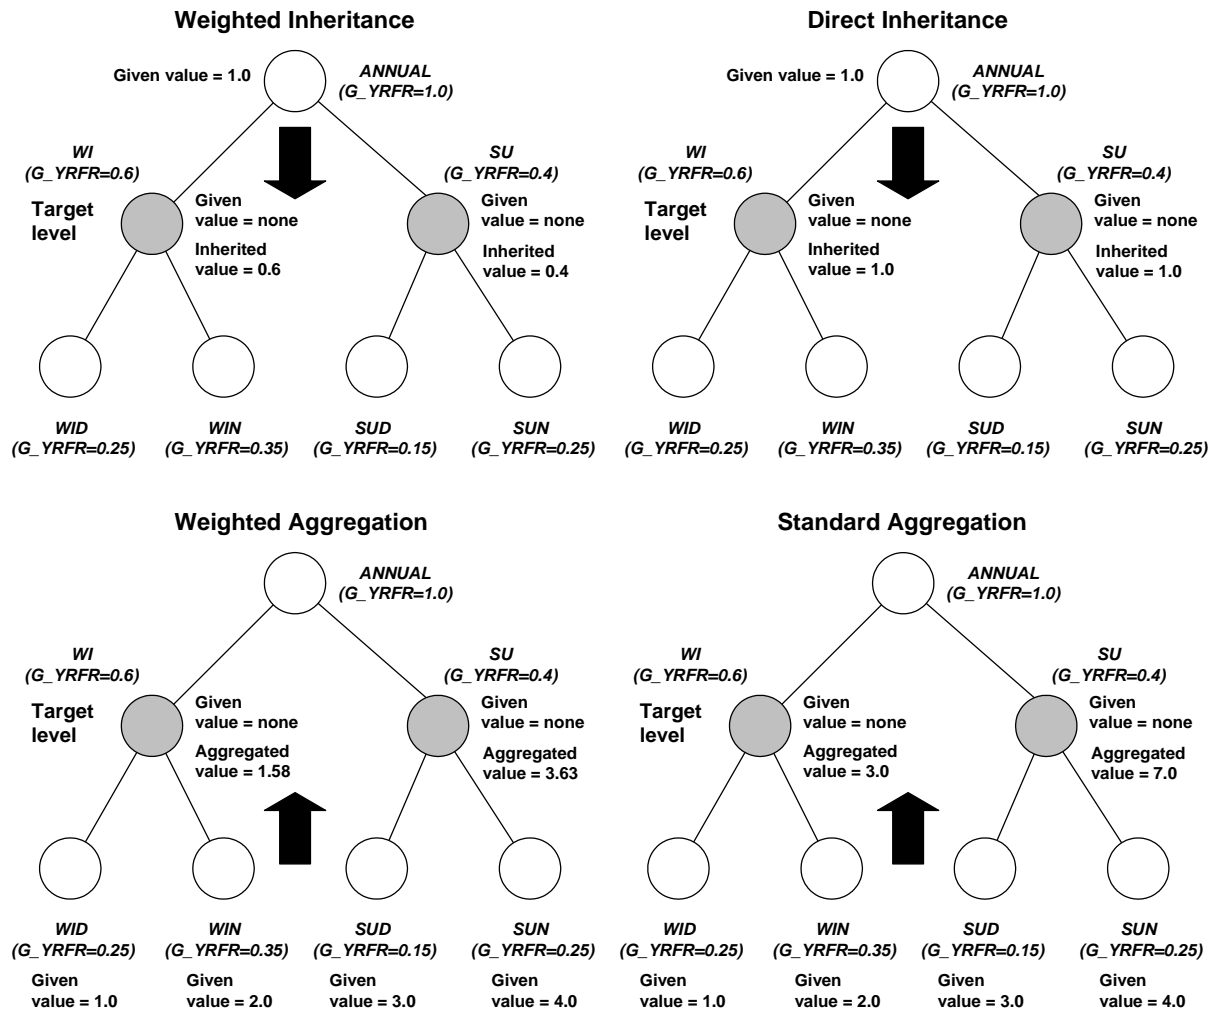 Weighted Inheritance
Given value = 1.0
ANNUAL
(G_YRFR=1.0)
WI
(G_YRFR=0.6)
SU
(G_YRFR=0.4)
Target
level
Given
value = none
Inherited
value = 0.6
Given
value = none
Inherited
value = 0.4
WID
(G_YRFR=0.25)
WIN
(G_YRFR=0.35)
SUD
(G_YRFR=0.15)
SUN
(G_YRFR=0.25)
Direct Inheritance
Given value = 1.0
ANNUAL
(G_YRFR=1.0)
WI
(G_YRFR=0.6)
SU
(G_YRFR=0.4)
Target
level
Given
value = none
Inherited
value = 1.0
Given
value = none
Inherited
value = 1.0
WID
(G_YRFR=0.25)
WIN
(G_YRFR=0.35)
SUD
(G_YRFR=0.15)
SUN
(G_YRFR=0.25)
Weighted Aggregation
ANNUAL
(G_YRFR=1.0)
WI
(G_YRFR=0.6)
SU
(G_YRFR=0.4)
Target
level
Given
value = none
Aggregated
value = 1.58
Given
value = none
Aggregated
value = 3.63
WID
(G_YRFR=0.25)
WIN
(G_YRFR=0.35)
SUD
(G_YRFR=0.15)
SUN
(G_YRFR=0.25)
Given
value = 1.0
Given
value = 2.0
Given
value = 3.0
Given
value = 4.0
Standard Aggregation
ANNUAL
(G_YRFR=1.0)
WI
(G_YRFR=0.6)
SU
(G_YRFR=0.4)
Target
level
Given
value = none
Aggregated
value = 3.0
Given
value = none
Aggregated
value = 7.0
WID
(G_YRFR=0.25)
WIN
(G_YRFR=0.35)
SUD
(G_YRFR=0.15)
SUN
(G_YRFR=0.25)
Given
value = 1.0
Given
value = 2.0
Given
value = 3.0
Given
value = 4.0